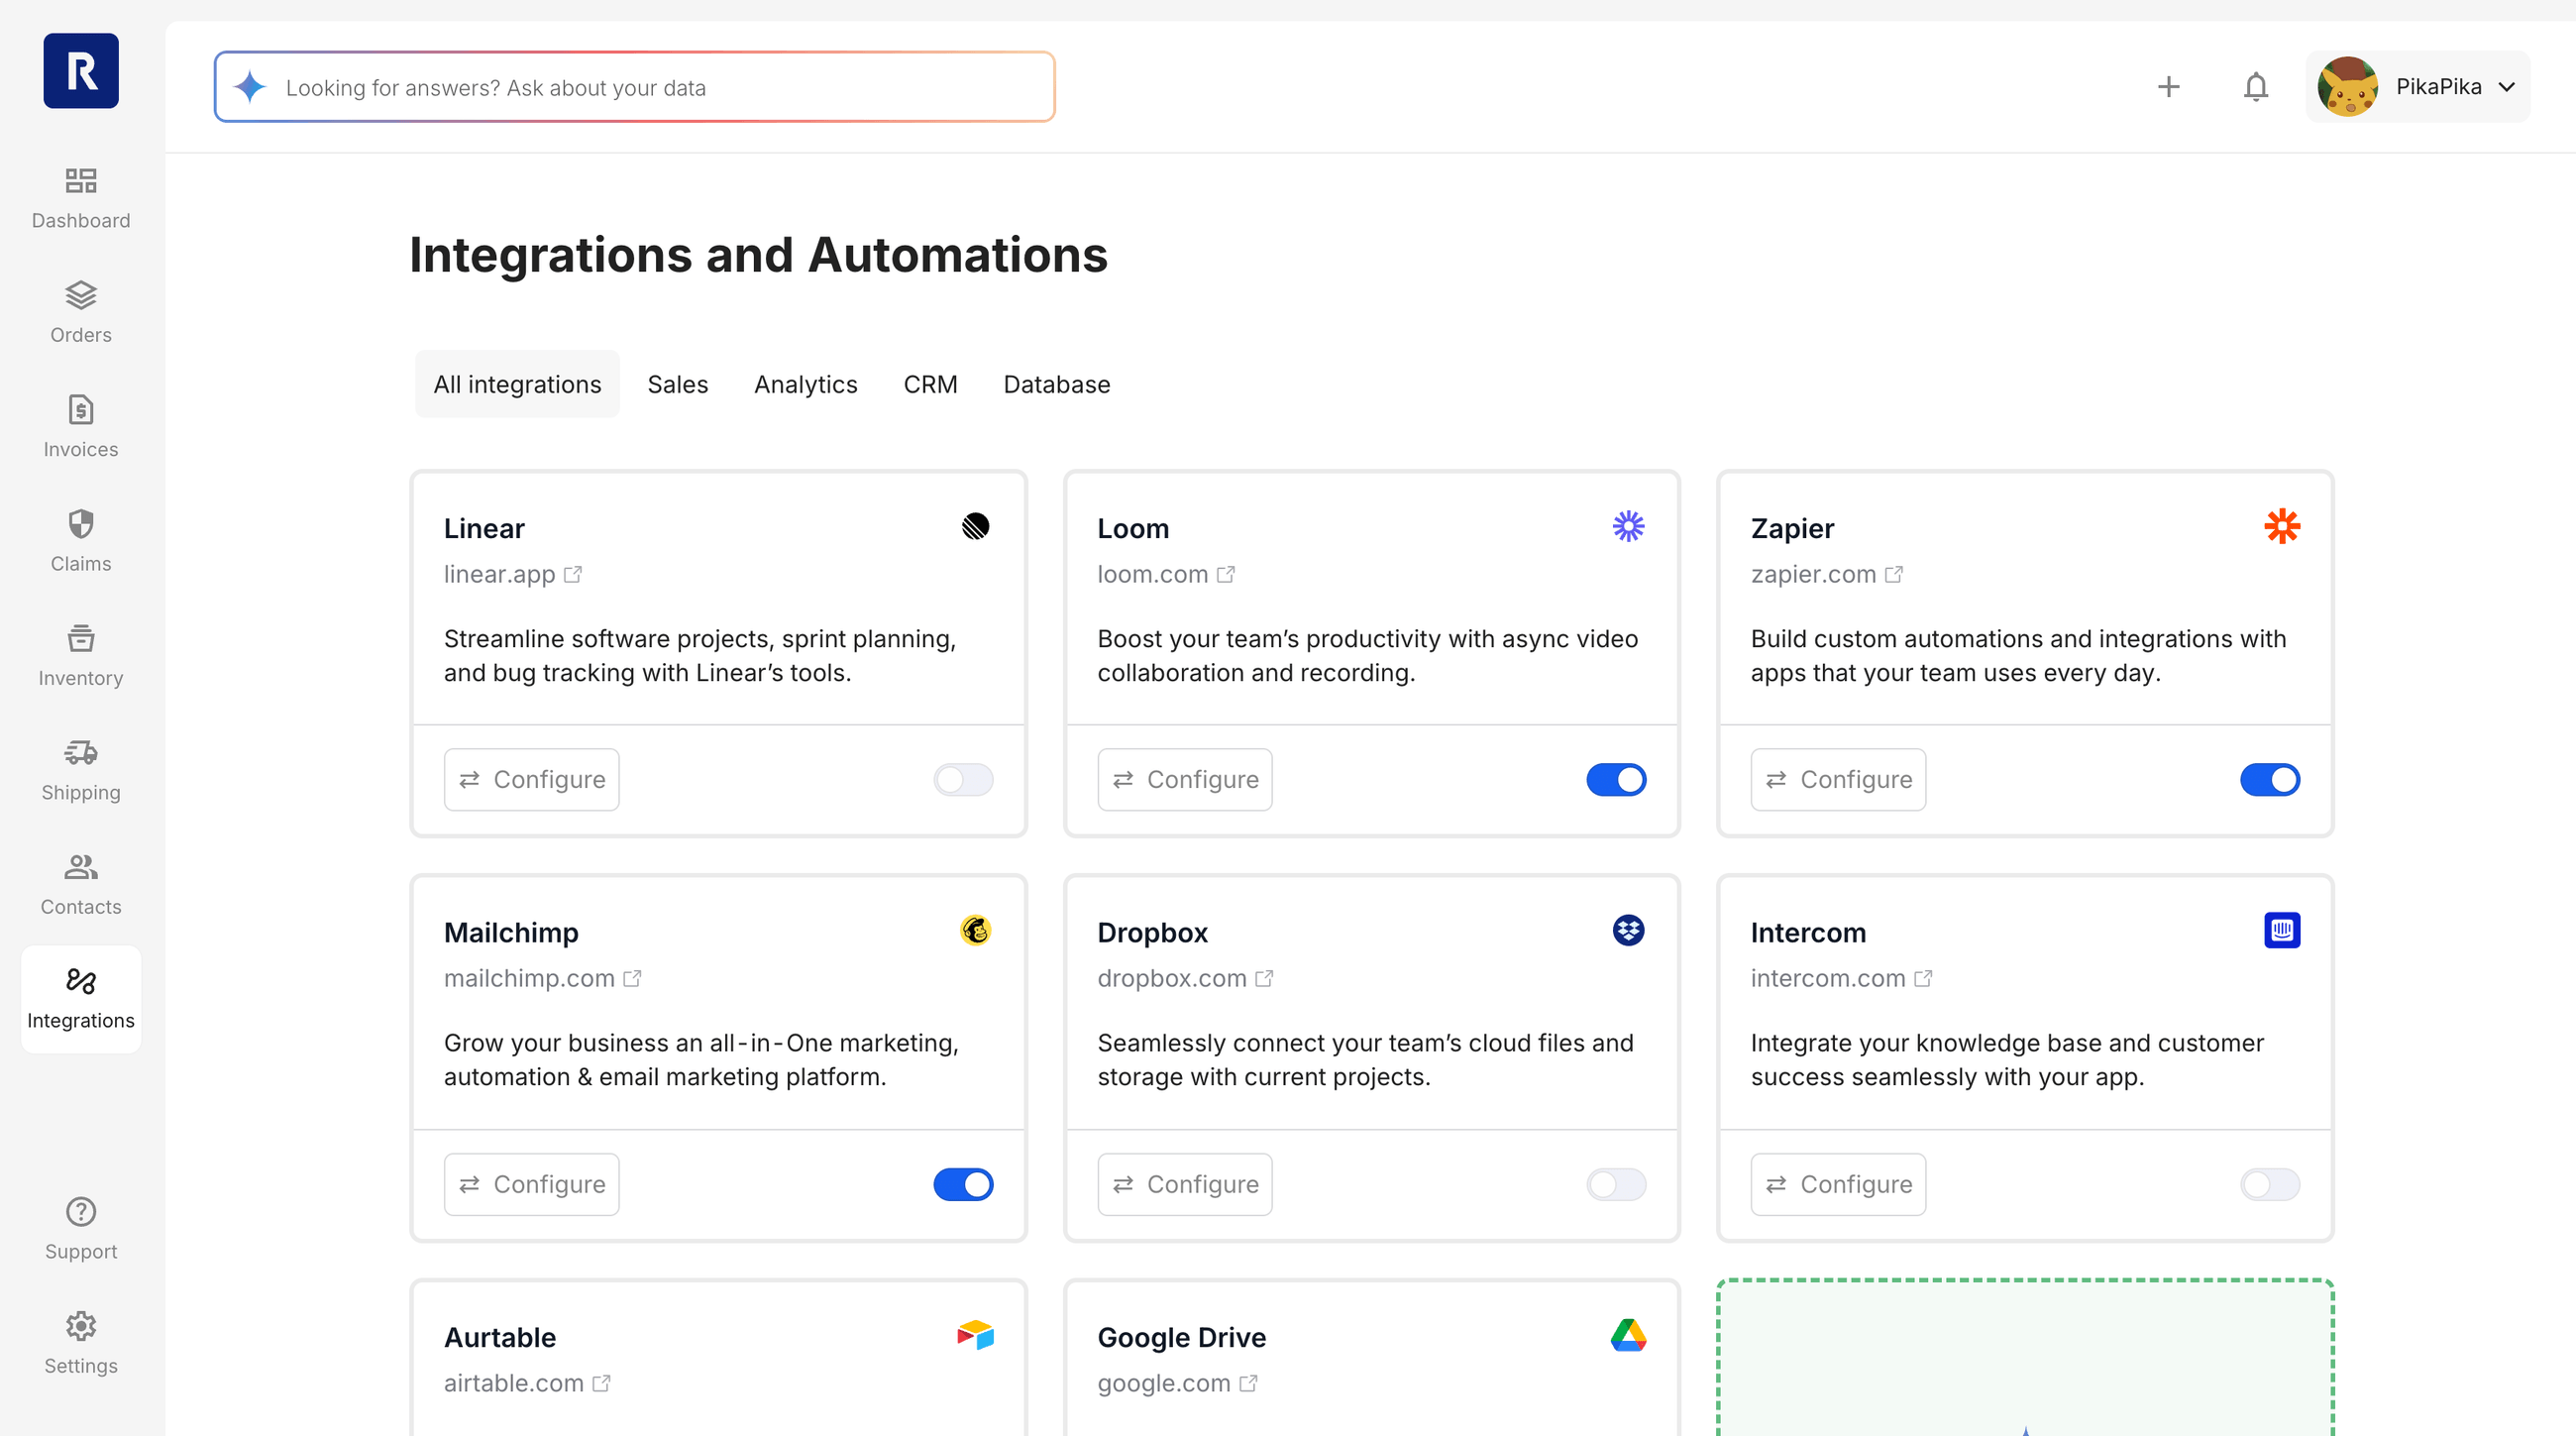 R
Looking for answers? Ask about your data
PikaPika
Dashboard
Orders
Invoices
Claims
Inventory
Shipping
Contacts
Integrations
Support
Settings
Integrations and Automations
All integrations
Sales
Analytics
CRM
Database
Linear
linear.app
Streamline software projects, sprint planning,
and bug tracking with Linear’s tools.
Configure
Loom
loom.com
Boost your team’s productivity with async video
collaboration and recording.
Configure
Zapier
zapier.com
Build custom automations and integrations with
apps that your team uses every day.
Configure
Mailchimp
mailchimp.com
Grow your business an all-in-One marketing,
automation & email marketing platform.
Configure
Dropbox
dropbox.com
Seamlessly connect your team’s cloud files and
storage with current projects.
Configure
Intercom
intercom.com
Integrate your knowledge base and customer
success seamlessly with your app.
Configure
Aurtable
airtable.com
Google Drive
google.com